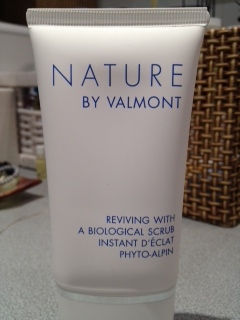 NATURE
BY VALMONT
REVIVING WITH
A BIOLOGICAL SCRUB
INSTANT D'ÉCLAT
PHYTO-ALPIN